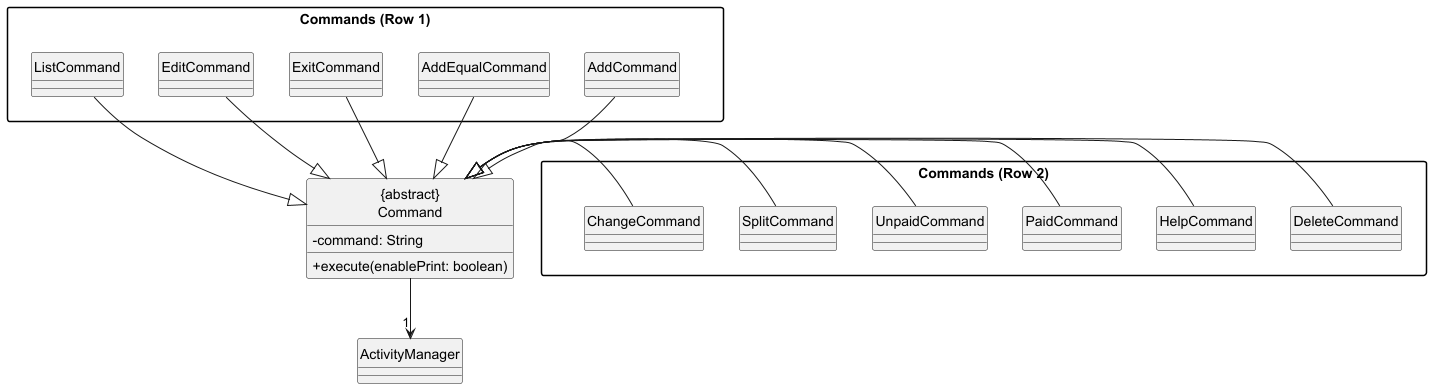 Commands (Row 1)
ListCommand
EditCommand
ExitCommand
AddEqualCommand
AddCommand
Commands (Row 2)
{abstract}
Command
-command: String
+execute(enablePrint: boolean)
ChangeCommand
SplitCommand
UnpaidCommand
PaidCommand
HelpCommand
DeleteCommand
1
ActivityManager